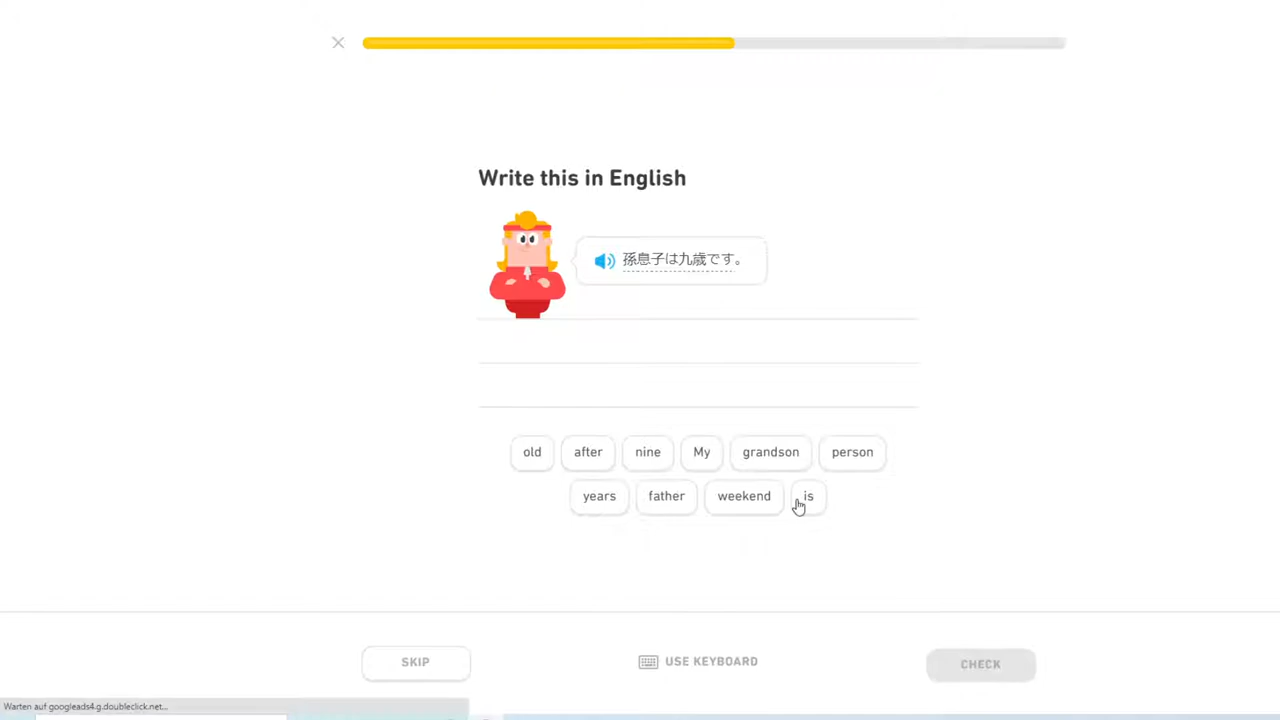 Write this in English
孫息子は九歳です。
old after nine My grandson person
years father weekend is
SKIP USE KEYBOARD CHECK
Warten auf googleads4.g.doubleclick.net...